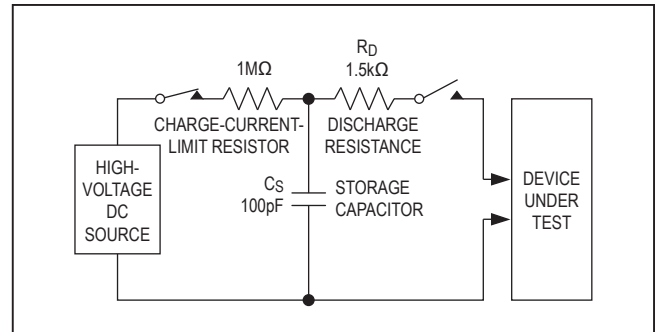 1MΩ
CHARGE-CURRENT-
LIMIT RESISTOR
RD
1.5kΩ
DISCHARGE
RESISTANCE
HIGH-
VOLTAGE
DC
SOURCE
CS
100pF
STORAGE
CAPACITOR
DEVICE
UNDER
TEST